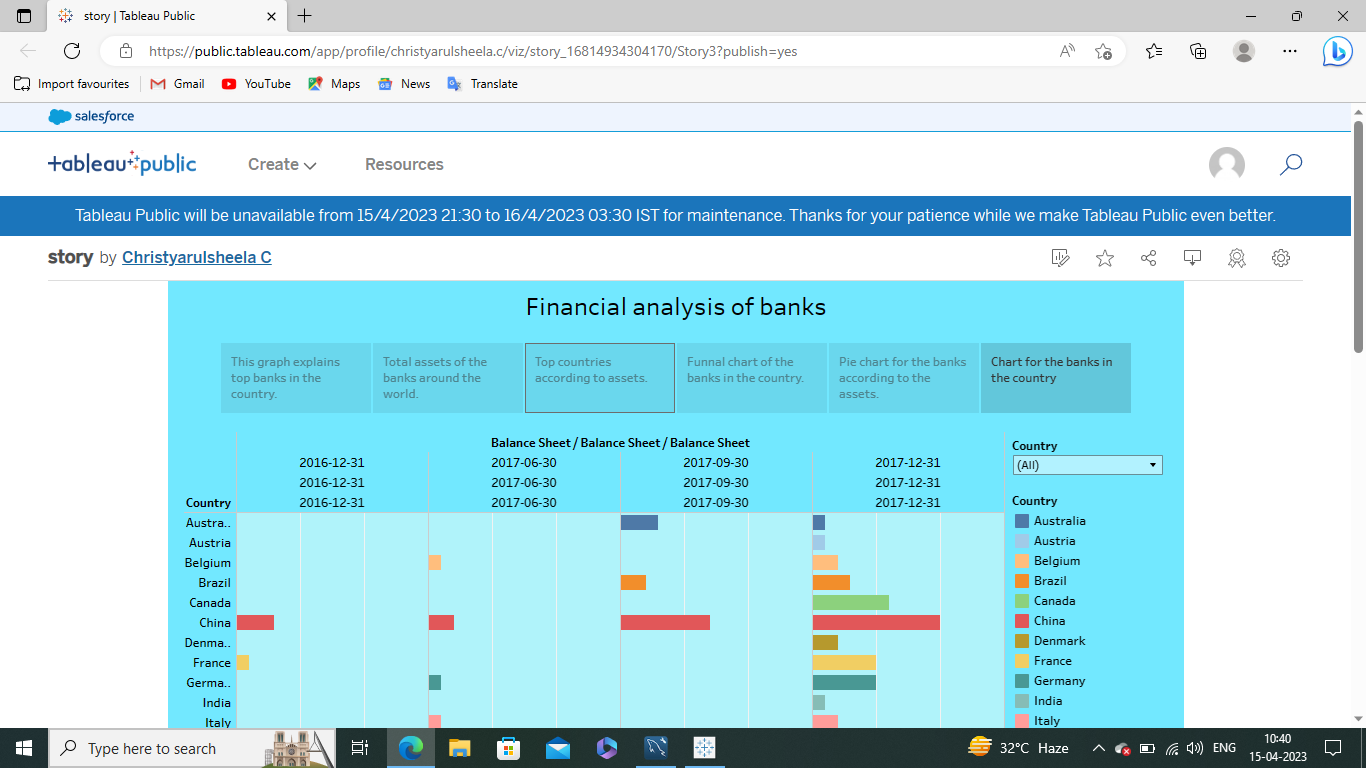 story | Tableau Public
https://public.tableau.com/app/profile/christyarulsheela.c/viz/story_16814934304170/Story3?publish=yes
Import favourites
Gmail
YouTube
Maps
News
Translate
salesforce
+ableau+public
Create
Resources
Tableau Public will be unavailable from 15/4/2023 21:30 to 16/4/2023 03:30 IST for maintenance. Thanks for your patience while we make Tableau Public even better.
story by Christyarulsheela C
Financial analysis of banks
This graph explains
top banks in the
country.
Total assets of the
banks around the
world.
Top countries
according to assets.
Funnal chart of the
banks in the country.
Pie chart for the banks
according to the
assets.
Chart for the banks in
the country
Balance Sheet / Balance Sheet / Balance Sheet
2016-12-31 2017-06-30 2017-09-30 2017-12-31
2016-12-31 2017-06-30 2017-09-30 2017-12-31
Country 2016-12-31 2017-06-30 2017-09-30 2017-12-31
Austra..
Austria
Belgium
Brazil
Canada
China
Denma..
France
Germa..
India
Italy
Country
(All)
Country
Australia
Austria
Belgium
Brazil
Canada
China
Denmark
France
Germany
India
Italy
Type here to search
32°C Haze
ENG
10:40
15-04-2023